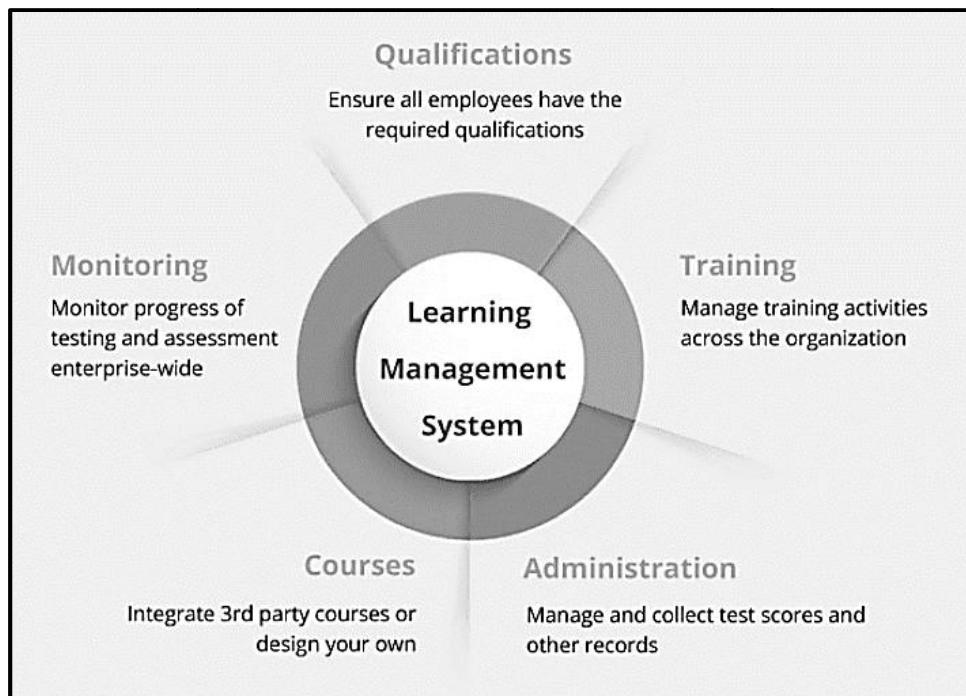 Qualifications
Ensure all employees have the
required qualifications
Monitoring
Monitor progress of
testing and assessment
enterprise-wide
Learning
Management
System
Training
Manage training activities
across the organization
Courses
Integrate 3rd party courses or
design your own
Administration
Manage and collect test scores and
other records